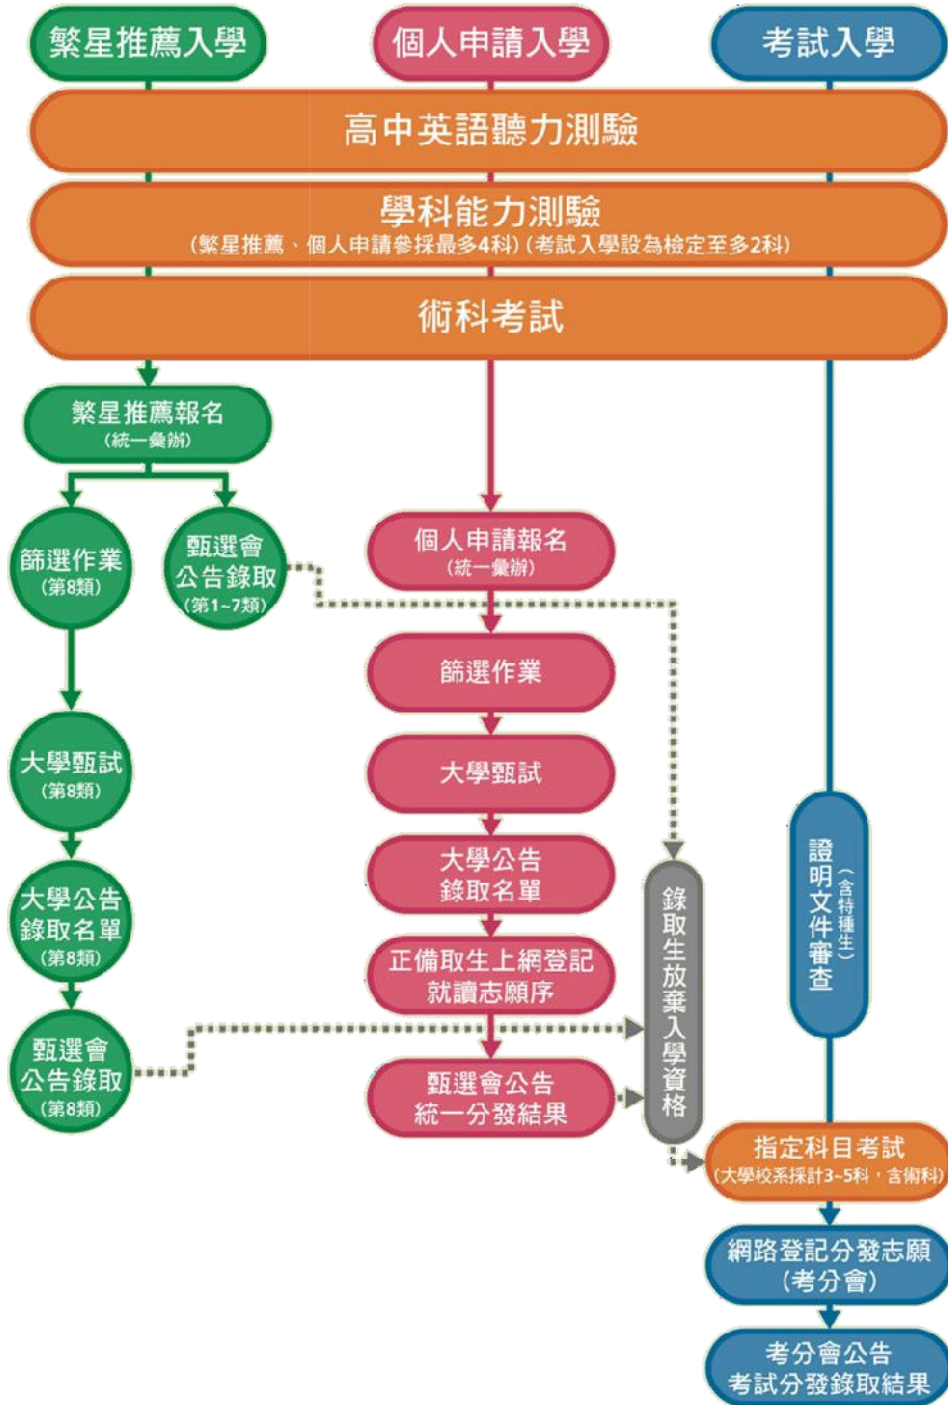 繁星推薦入學
個人申請入學
考試入學
高中英語聽力測驗
學科能力測驗
(繁星推薦、個人申請參採最多4科)(考試入學設為檢定至多2科)
術科考試
繁星推薦報名
(統一彙辦)
篩選作業
(第8類)
甄選會
公告錄取
(第1~7類)
大學甄試
(第8類)
大學公告
錄取名單
(第8類)
甄選會
公告錄取
(第8類)
個人申請報名
(統一彙辦)
篩選作業
大學甄試
大學公告
錄取名單
正備取生上網登記
就讀志願序
甄選會公告
統一分發結果
錄取生放棄入學資格
證明文件審查
(含特種生)
指定科目考試
(大學校系採計3~5科，含術科)
網路登記分發志願
(考分會)
考分會公告
考試分發錄取結果